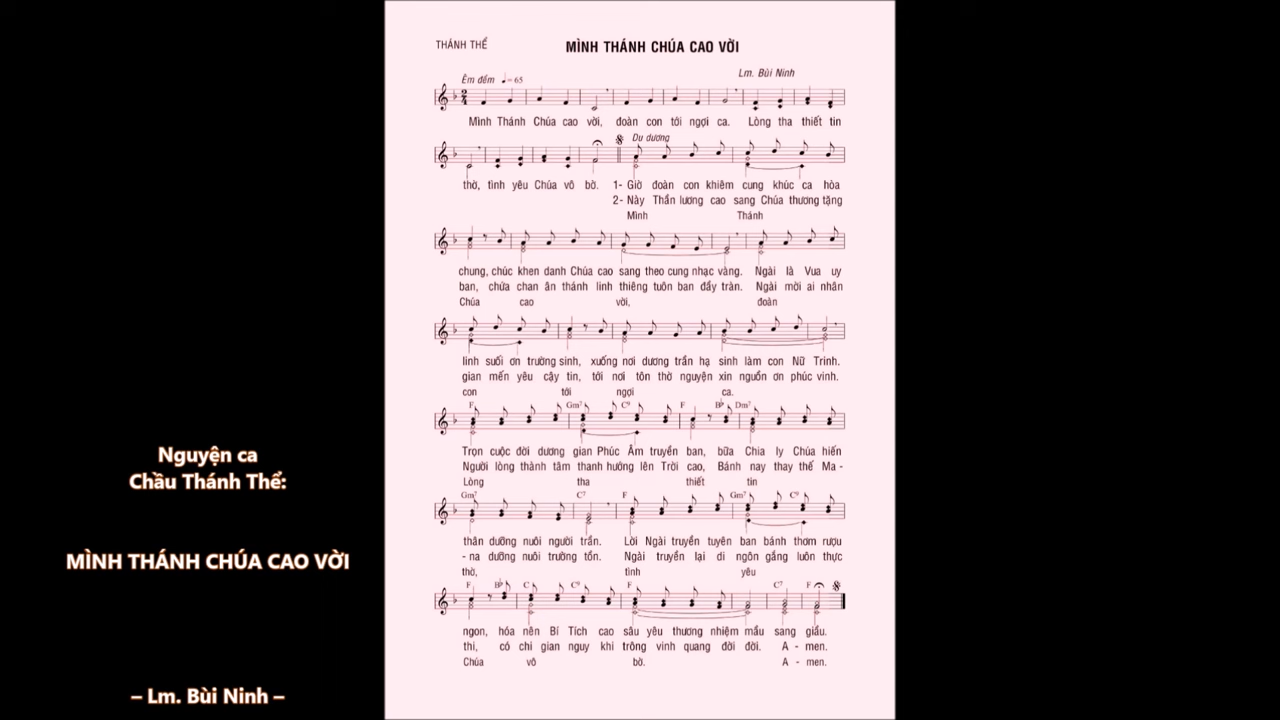 THÁNH THỂ
MÌNH THÁNH CHÚA CAO VỜI
Lm. Bùi Ninh
Êm đềm ♩= 65
Mình Thánh Chúa cao vời, đoàn con tới ngợi ca. Lòng tha thiết tin
Du dương
thờ, tình yêu Chúa vô bờ. 1- Giờ đoàn con khiêm cung khúc ca hòa
2- Này Thần lương cao sang Chúa thương tặng
Mình Thánh
chung, chúc khen danh Chúa cao sang theo cung nhạc vàng. Ngài là Vua uy
ban, chứa chan ân thánh linh thiêng tuôn ban đầy tràn. Ngài mời ai nhân
Chúa cao vời, đoàn
linh suối ơn trường sinh, xuống nơi dương trần hạ sinh làm con Nữ Trinh.
gian mến yêu cậy tin, tới nơi tôn thờ nguyện xin nguồn ơn phúc vinh.
con tới ngợi ca.
F Gm7 C9 F Bb Dm7
Trọn cuộc đời dương gian Phúc Âm truyền ban, bữa Chia ly Chúa hiến
Người lòng thành tâm thanh hướng lên Trời cao, Bánh nay thay thế Ma -
Lòng tha thiết tin
Gm7 C7 F Gm7 C9
thân dưỡng nuôi người trần. Lời Ngài truyền tuyên ban bánh thơm rượu
- na dưỡng nuôi trường tồn. Ngài truyền lại di ngôn gắng luôn thực
thờ, tình yêu
F Bb C C9 F C7 F
ngon, hóa nên Bí Tích cao sâu yêu thương nhiệm mầu sang giầu.
thi, có chi gian nguy khi trông vinh quang đời đời. A - men.
Chúa vô bờ. A - men.
Nguyện ca
Chầu Thánh Thể:
MÌNH THÁNH CHÚA CAO VỜI
– Lm. Bùi Ninh –